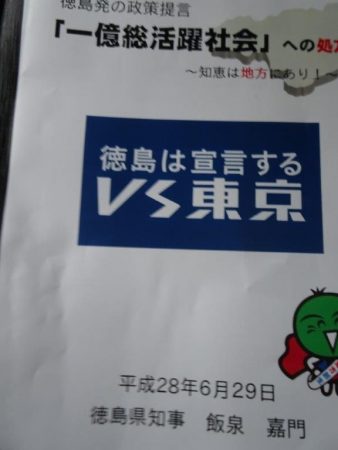 徳島発の政策提言
「一億総活躍社会」への処方
～知恵は地方にあり！～
徳島は宣言する
VS東京
平成28年6月29日
徳島県知事 飯泉 嘉門